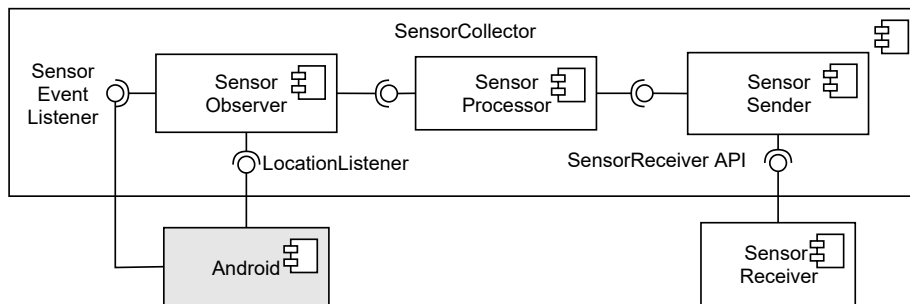 SensorCollector
Sensor
Event
Listener
Sensor
Observer
Sensor
Processor
Sensor
Sender
LocationListener
SensorReceiver API
Android
Sensor
Receiver